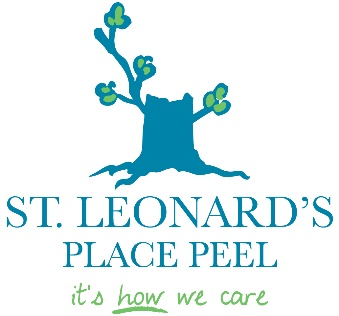 ST. LEONARD'S
PLACE PEEL
it's how we care